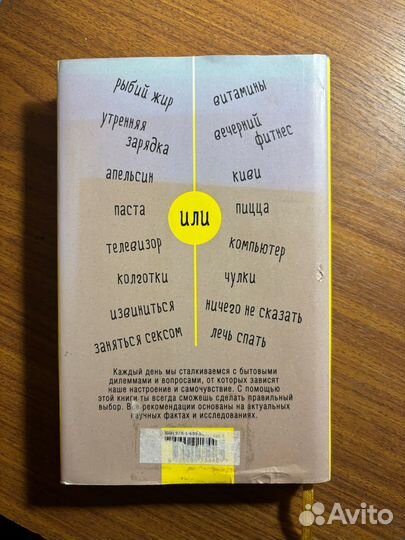 рыбий жир
витамины
утренняя
зарядка
вечерний
фитнес
апельсин
киви
паста
или
пицца
телевизор
компьютер
колготки
чулки
извиниться
ничего не сказать
заняться сексом
лечь спать
Каждый день мы сталкиваемся с бытовыми
дилеммами и вопросами, от которых зависят
наше настроение и самочувствие. С помощью
этой книги ты всегда сможешь сделать правильный
выбор. Все рекомендации основаны на актуальных
научных фактах и исследованиях.
Avito